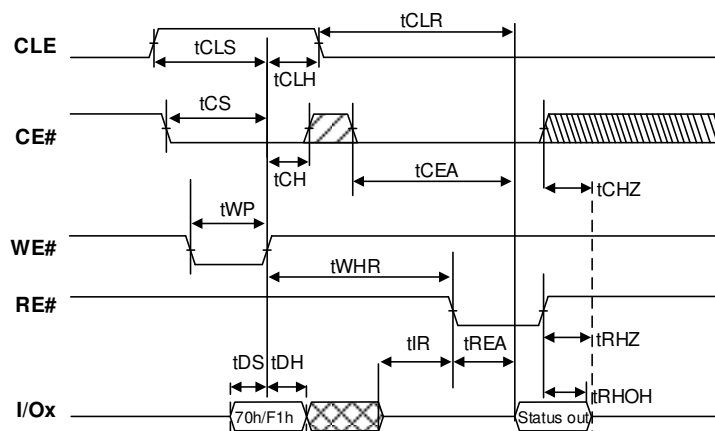 tCLR
CLE
tCLS
tCLH
tCS
CE#
tCH
tCEA
tCHZ
tWP
WE#
tWHR
RE#
tIR
tREA
tRHZ
tDS
tDH
tRHOH
I/Ox
70h/F1h
Status out